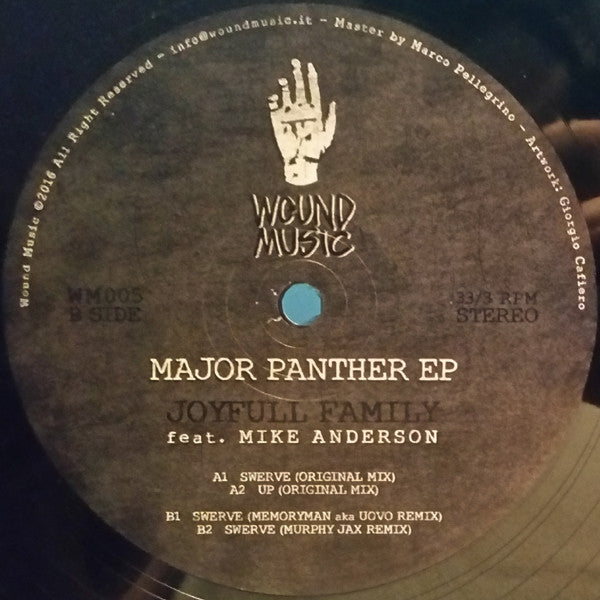 Wound Music ©2016 All Right Reserved - info@woundmusic.it - Master by Marco Pellegrino - Artwork: Giorgio Cafiero
WOUND
MUSIC
WM005
B SIDE
33/3 RPM
STEREO
MAJOR PANTHER EP
JOYFULL FAMILY
feat. MIKE ANDERSON
A1 SWERVE (ORIGINAL MIX)
A2 UP (ORIGINAL MIX)
B1 SWERVE (MEMORYMAN aka UOVO REMIX)
B2 SWERVE (MURPHY JAX REMIX)